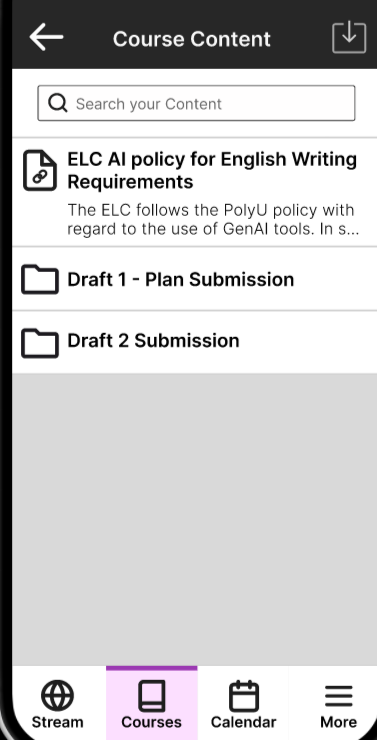 Course Content
Search your Content
ELC AI policy for English Writing
Requirements
The ELC follows the PolyU policy with
regard to the use of GenAI tools. In s...
Draft 1 - Plan Submission
Draft 2 Submission
Stream
Courses
Calendar
More